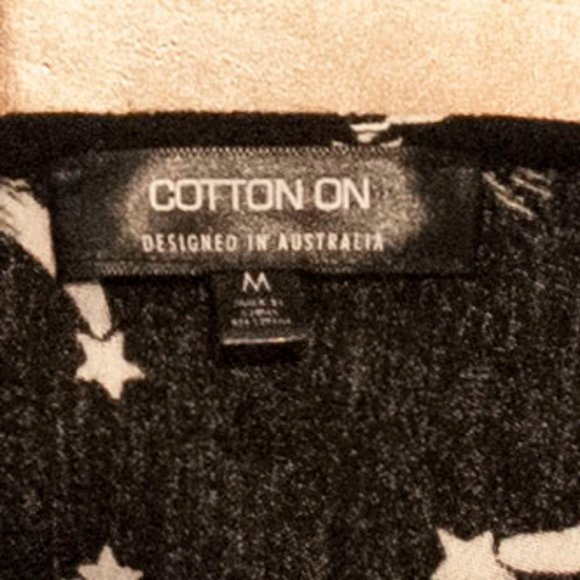 COTTON ON
DESIGNED IN AUSTRALIA
M